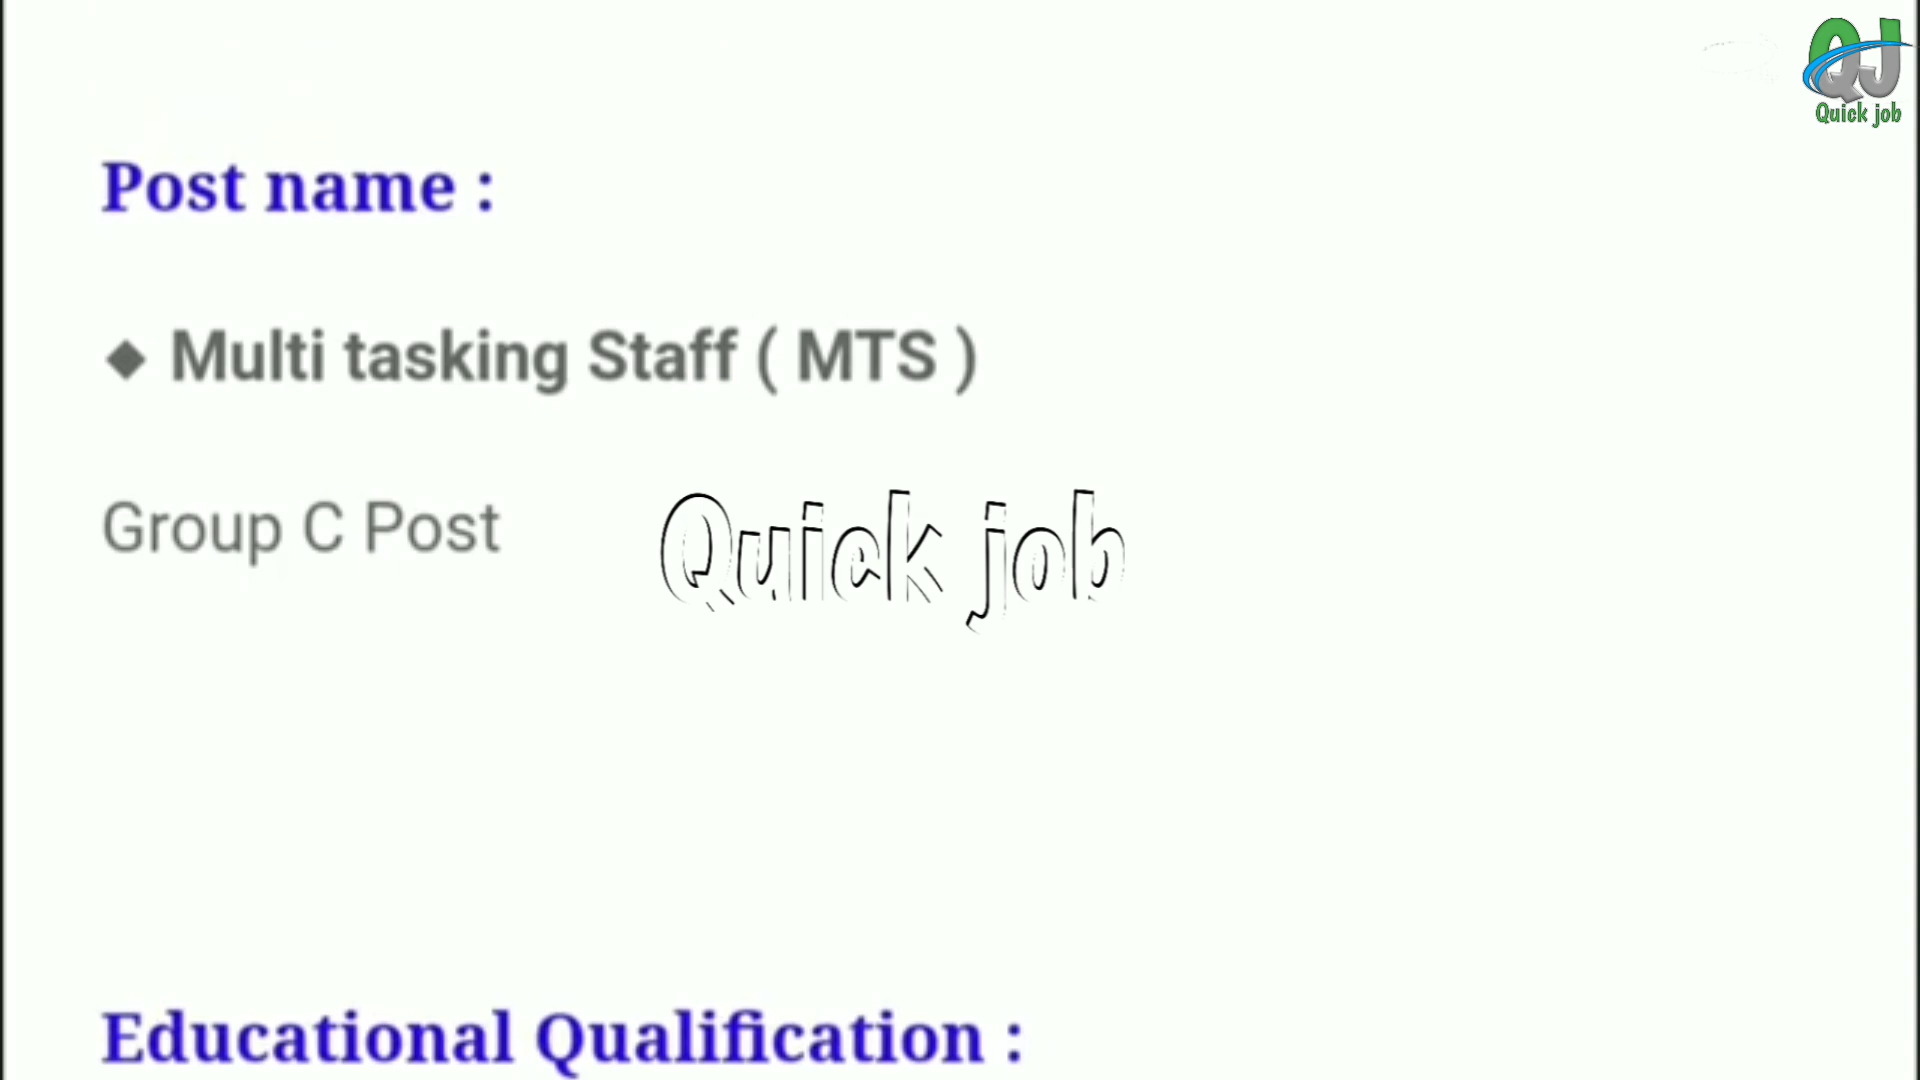 QJ
Quick job
Post name :
◆ Multi tasking Staff ( MTS )
Group C Post
Quick job
Educational Qualification :